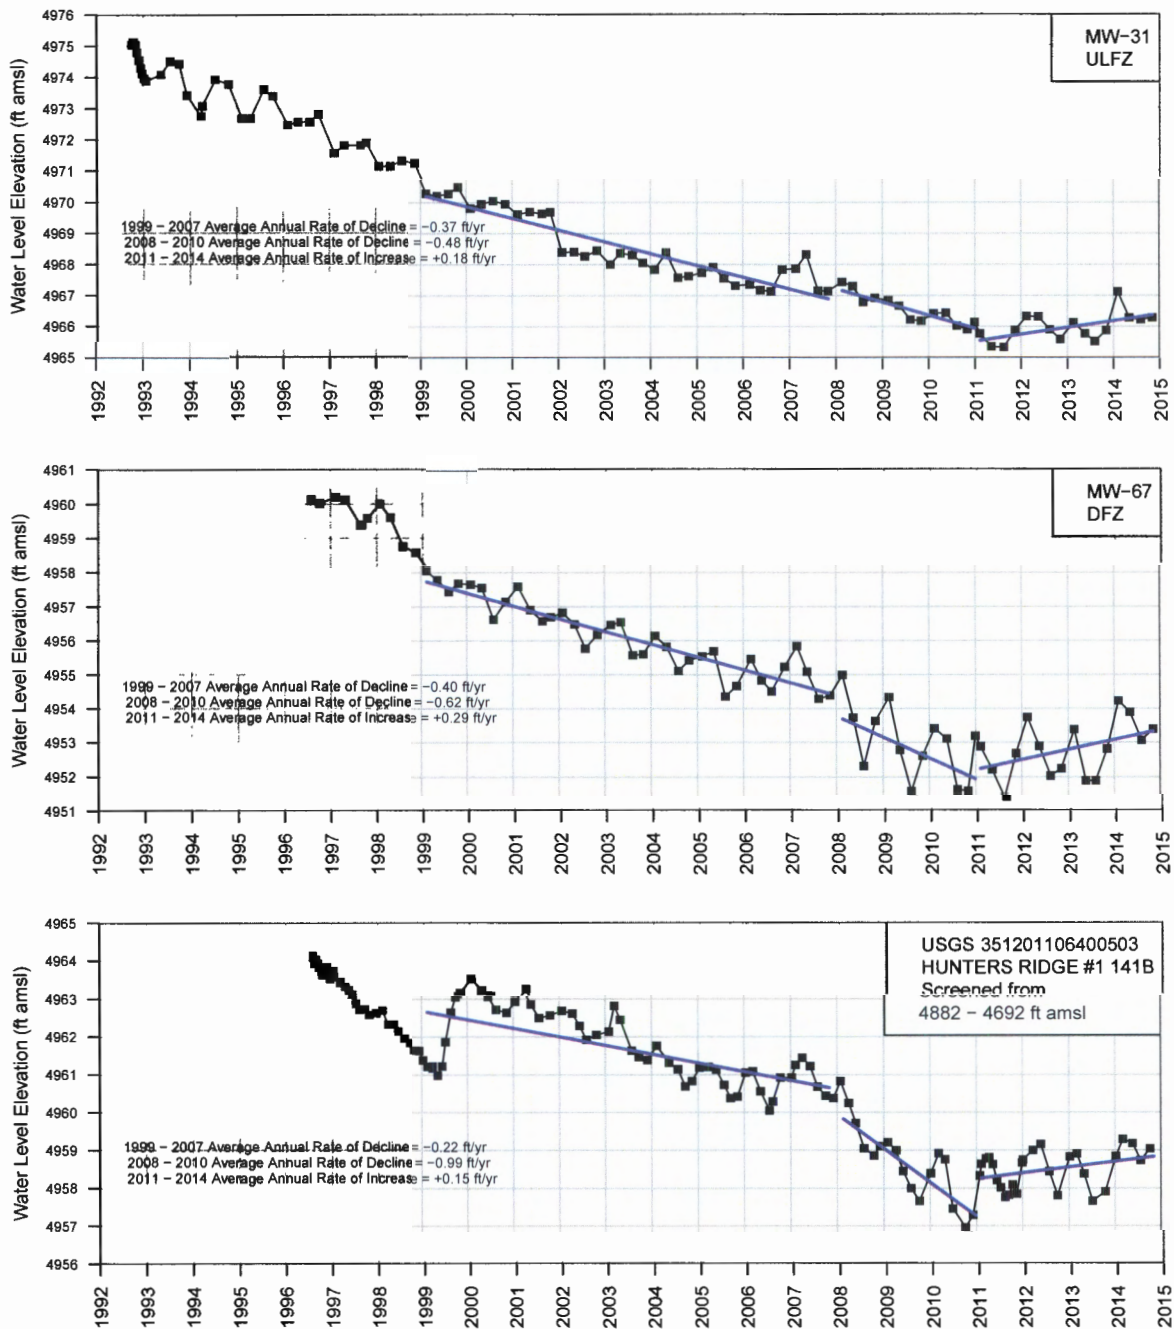 4976
4975
4974
4973
4972
4971
4970
4969
4968
4967
4966
4965
Water Level Elevation (ft amsl)
MW-31
ULFZ
1999 - 2007 Average Annual Rate of Decline = -0.37 ft/yr
2008 - 2010 Average Annual Rate of Decline = -0.48 ft/yr
2011 - 2014 Average Annual Rate of Increase = +0.18 ft/yr
1992 1993 1994 1995 1996 1997 1998 1999 2000 2001 2002 2003 2004 2005 2006 2007 2008 2009 2010 2011 2012 2013 2014 2015
4961
4960
4959
4958
4957
4956
4955
4954
4953
4952
4951
Water Level Elevation (ft amsl)
MW-67
DFZ
1999 - 2007 Average Annual Rate of Decline = -0.40 ft/yr
2008 - 2010 Average Annual Rate of Decline = -0.62 ft/yr
2011 - 2014 Average Annual Rate of Increase = +0.29 ft/yr
1992 1993 1994 1995 1996 1997 1998 1999 2000 2001 2002 2003 2004 2005 2006 2007 2008 2009 2010 2011 2012 2013 2014 2015
4965
4964
4963
4962
4961
4960
4959
4958
4957
4956
Water Level Elevation (ft amsl)
USGS 351201106400503
HUNTERS RIDGE #1 141B
Screened from
4882 - 4692 ft amsl
1999 - 2007 Average Annual Rate of Decline = -0.22 ft/yr
2008 - 2010 Average Annual Rate of Decline = -0.99 ft/yr
2011 - 2014 Average Annual Rate of Increase = +0.15 ft/yr
1992 1993 1994 1995 1996 1997 1998 1999 2000 2001 2002 2003 2004 2005 2006 2007 2008 2009 2010 2011 2012 2013 2014 2015